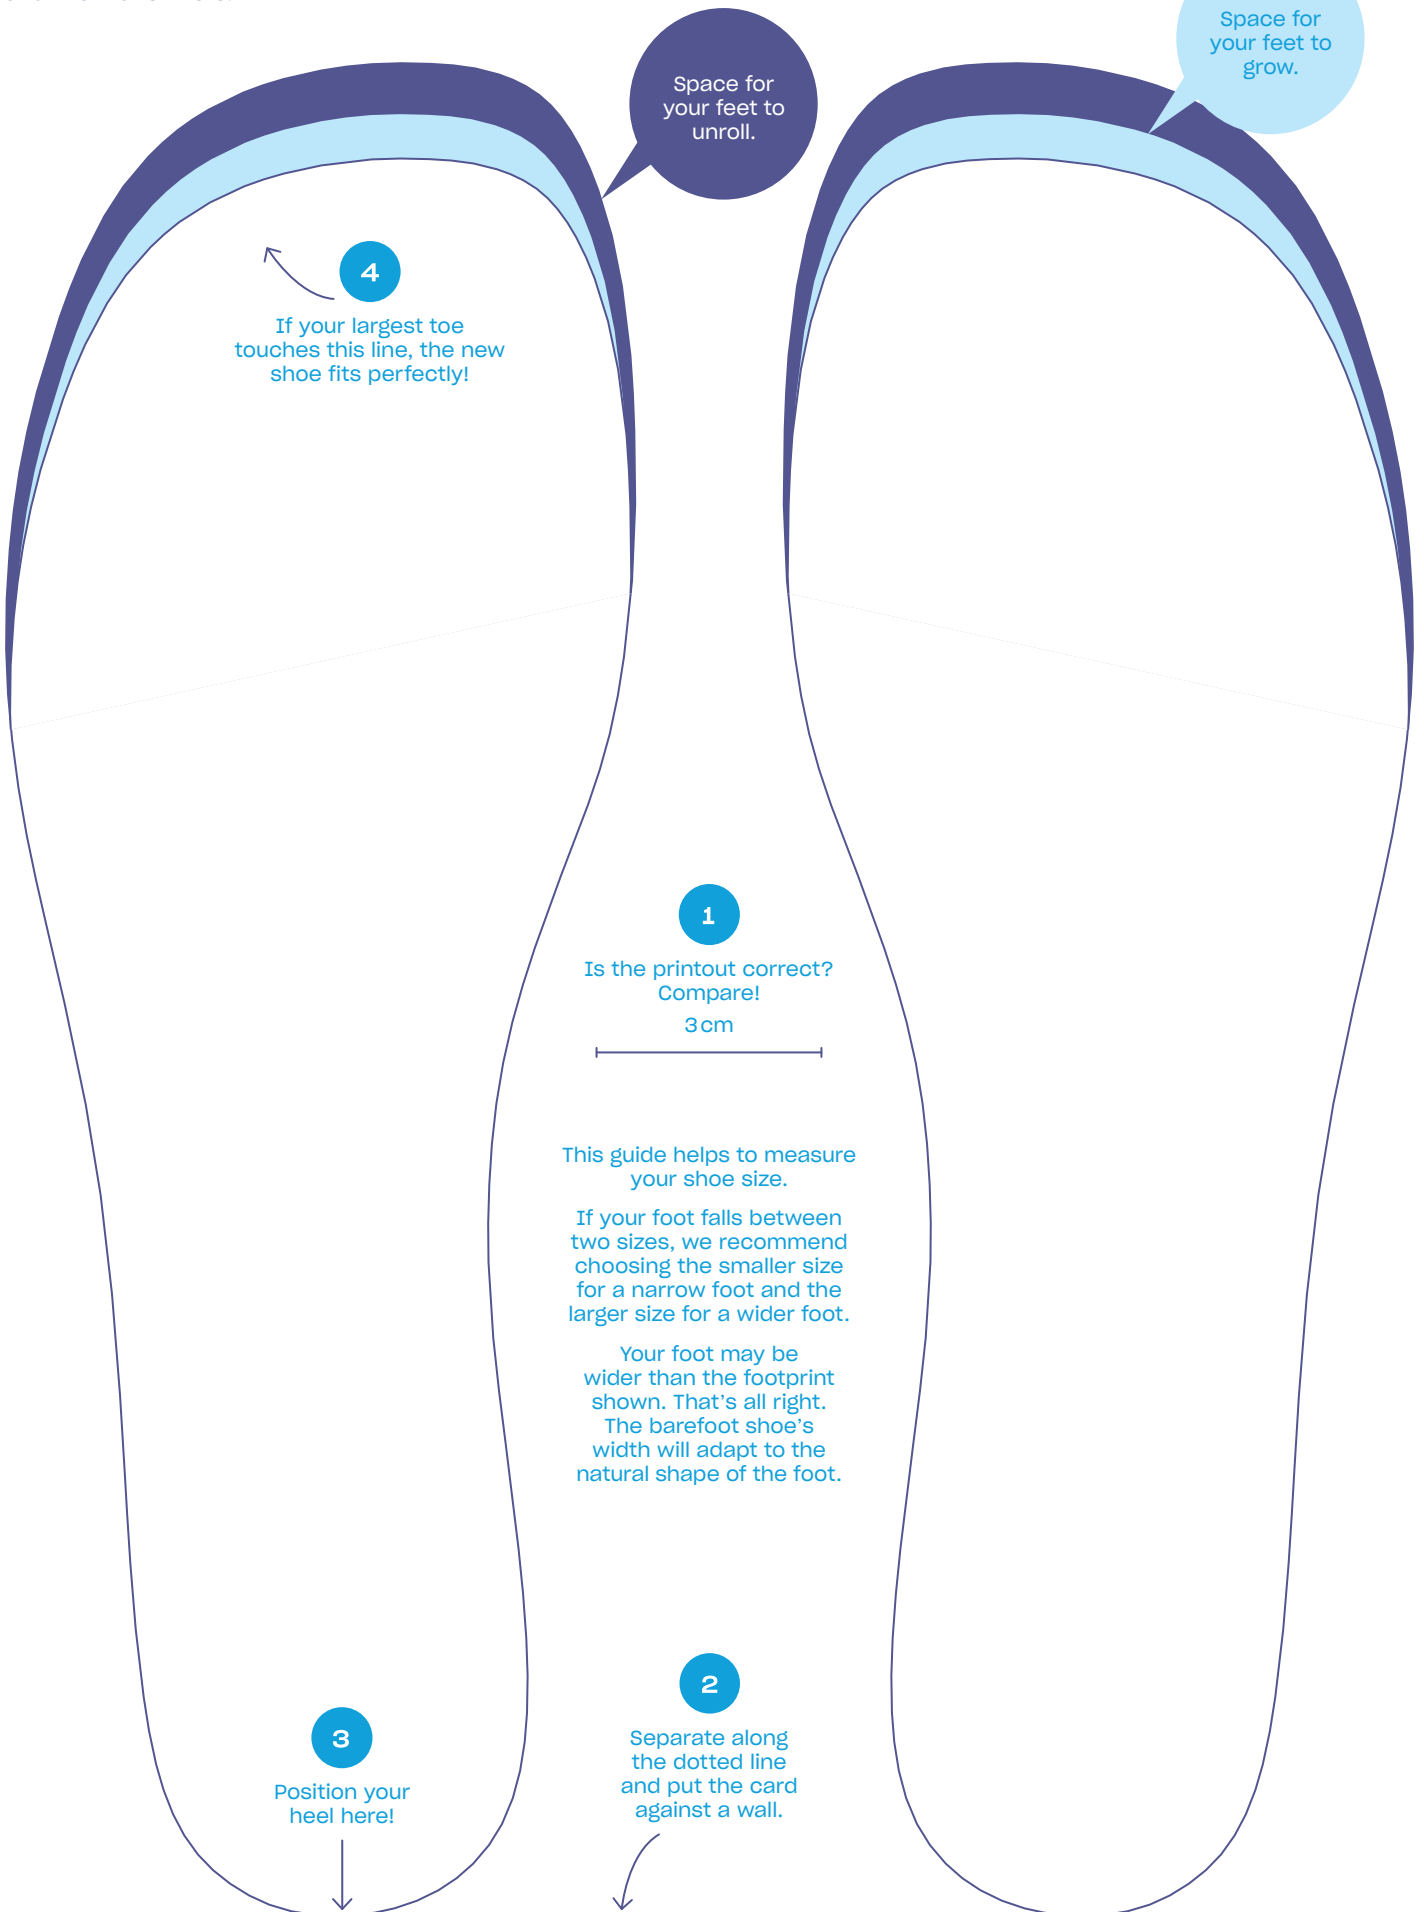 Space for
your feet to
grow.
Space for
your feet to
unroll.
4
If your largest toe
touches this line, the new
shoe fits perfectly!
1
Is the printout correct?
Compare!
3 cm
This guide helps to measure
your shoe size.
If your foot falls between
two sizes, we recommend
choosing the smaller size
for a narrow foot and the
larger size for a wider foot.
Your foot may be
wider than the footprint
shown. That’s all right.
The barefoot shoe’s
width will adapt to the
natural shape of the foot.
2
Separate along
the dotted line
and put the card
against a wall.
3
Position your
heel here!